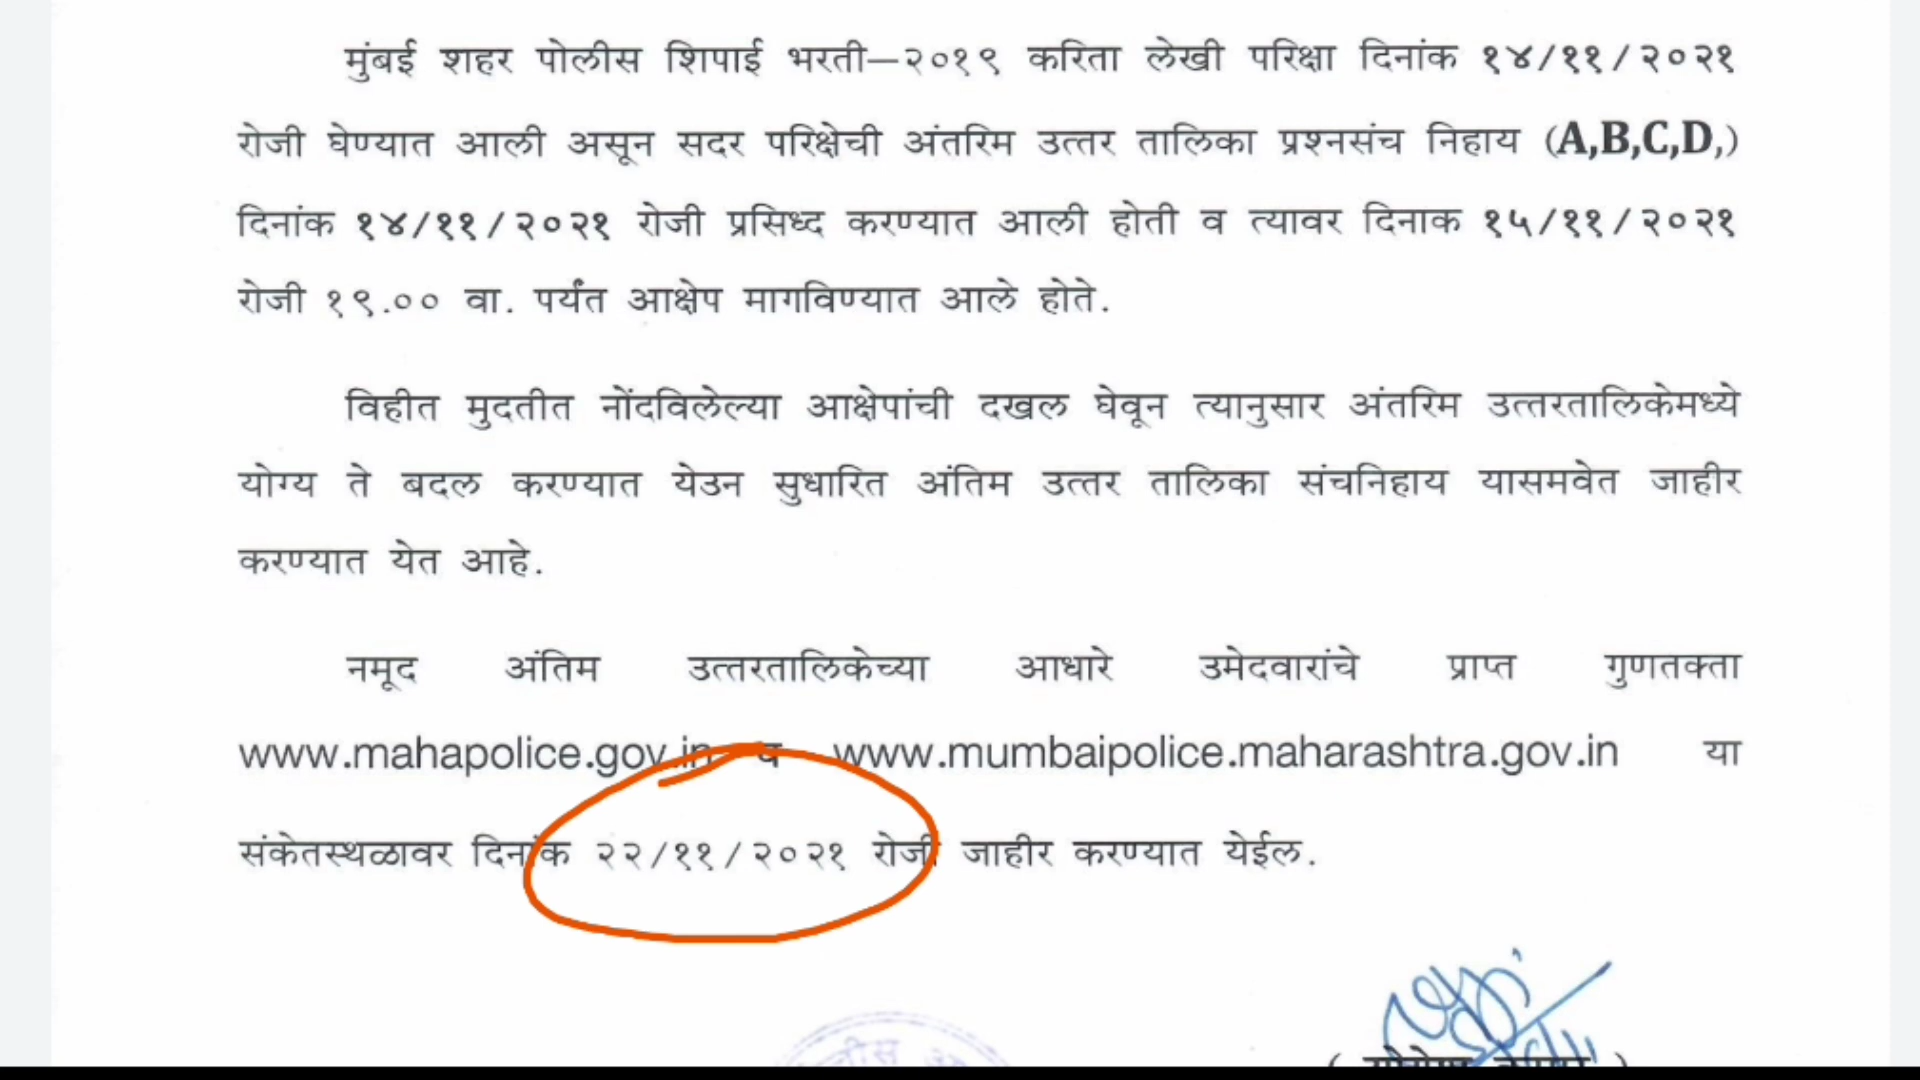 मुंबई शहर पोलीस शिपाई भरती–२०१९ करिता लेखी परिक्षा दिनांक १४/११/२०२१
रोजी घेण्यात आली असून सदर परिक्षेची अंतरिम उत्तर तालिका प्रश्नसंच निहाय (A,B,C,D,)
दिनांक १४/११/२०२१ रोजी प्रसिध्द करण्यात आली होती व त्यावर दिनाक १५/११/२०२१
रोजी १९.०० वा. पर्यंत आक्षेप मागविण्यात आले होते.
विहीत मुदतीत नोंदविलेल्या आक्षेपांची दखल घेवून त्यानुसार अंतरिम उत्तरतालिकेमध्ये
योग्य ते बदल करण्यात येउन सुधारित अंतिम उत्तर तालिका संचनिहाय यासमवेत जाहीर
करण्यात येत आहे.
नमूद अंतिम उत्तरतालिकेच्या आधारे उमेदवारांचे प्राप्त गुणतक्ता
www.mahapolice.gov.in व www.mumbaipolice.maharashtra.gov.in या
संकेतस्थळावर दिनांक २२/११/२०२१ रोजी जाहीर करण्यात येईल.